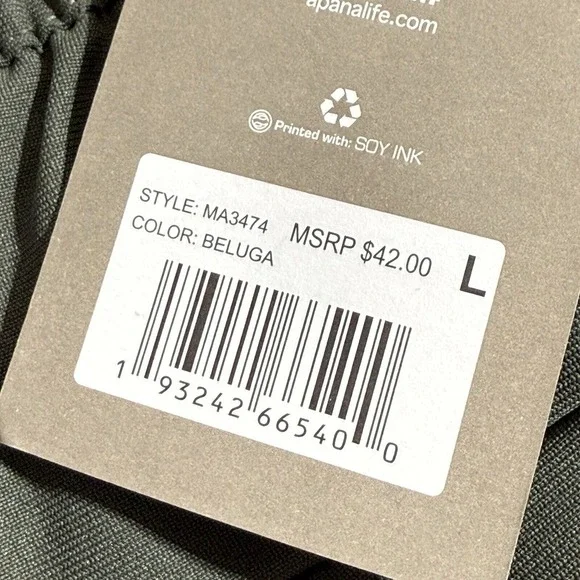 apanalife.com
Printed with: SOY INK
STYLE: MA3474
MSRP $42.00
L
COLOR: BELUGA
1 93242 66540 0